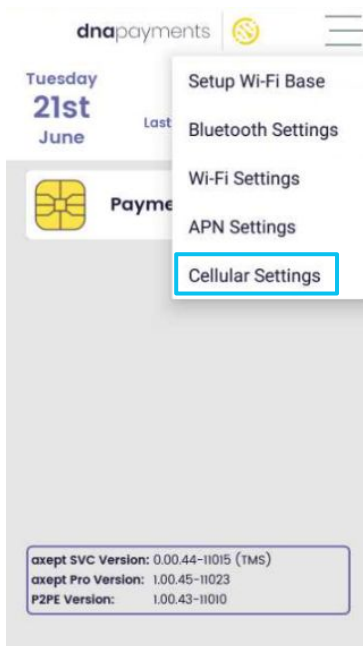 dnapayments
Tuesday
21st
June
Last
Payme
Setup Wi-Fi Base
Bluetooth Settings
Wi-Fi Settings
APN Settings
Cellular Settings
axept SVC Version: 0.00.44-11015 (TMS)
axept Pro Version: 1.00.45-11023
P2PE Version: 1.00.43-11010